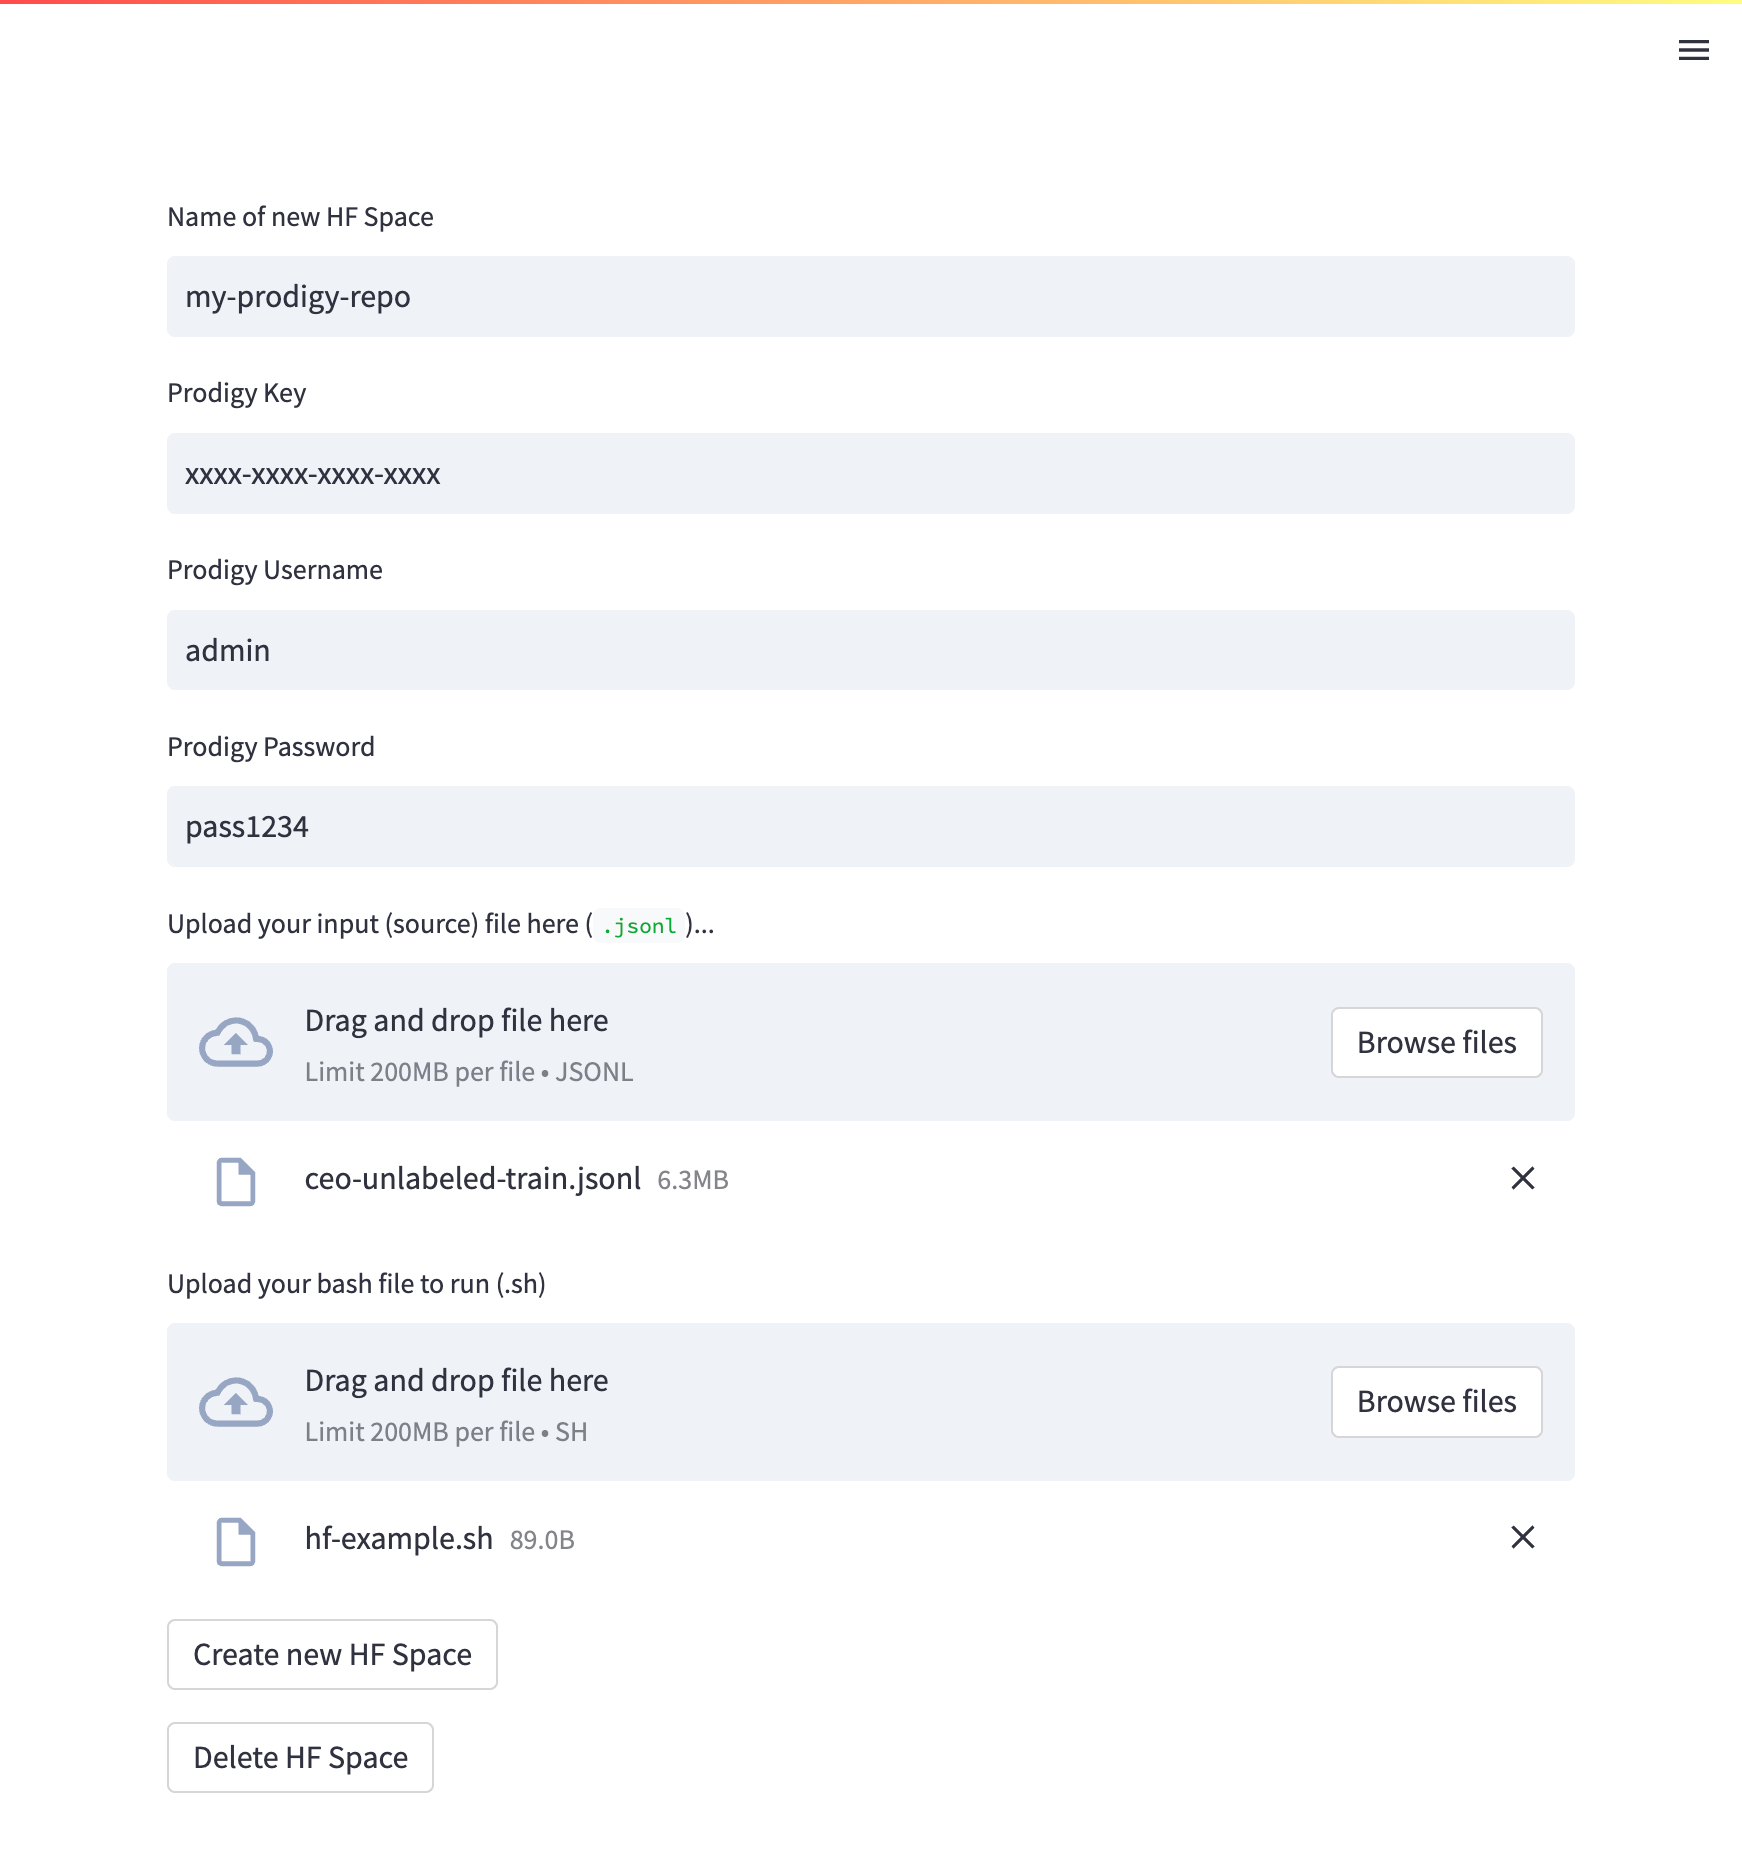 Name of new HF Space
my-prodigy-repo
Prodigy Key
xxxx-xxxx-xxxx-xxxx
Prodigy Username
admin
Prodigy Password
pass1234
Upload your input (source) file here ( .jsonl )...
Drag and drop file here
Limit 200MB per file • JSONL
Browse files
ceo-unlabeled-train.jsonl 6.3MB
Upload your bash file to run (.sh)
Drag and drop file here
Limit 200MB per file • SH
Browse files
hf-example.sh 89.0B
Create new HF Space
Delete HF Space